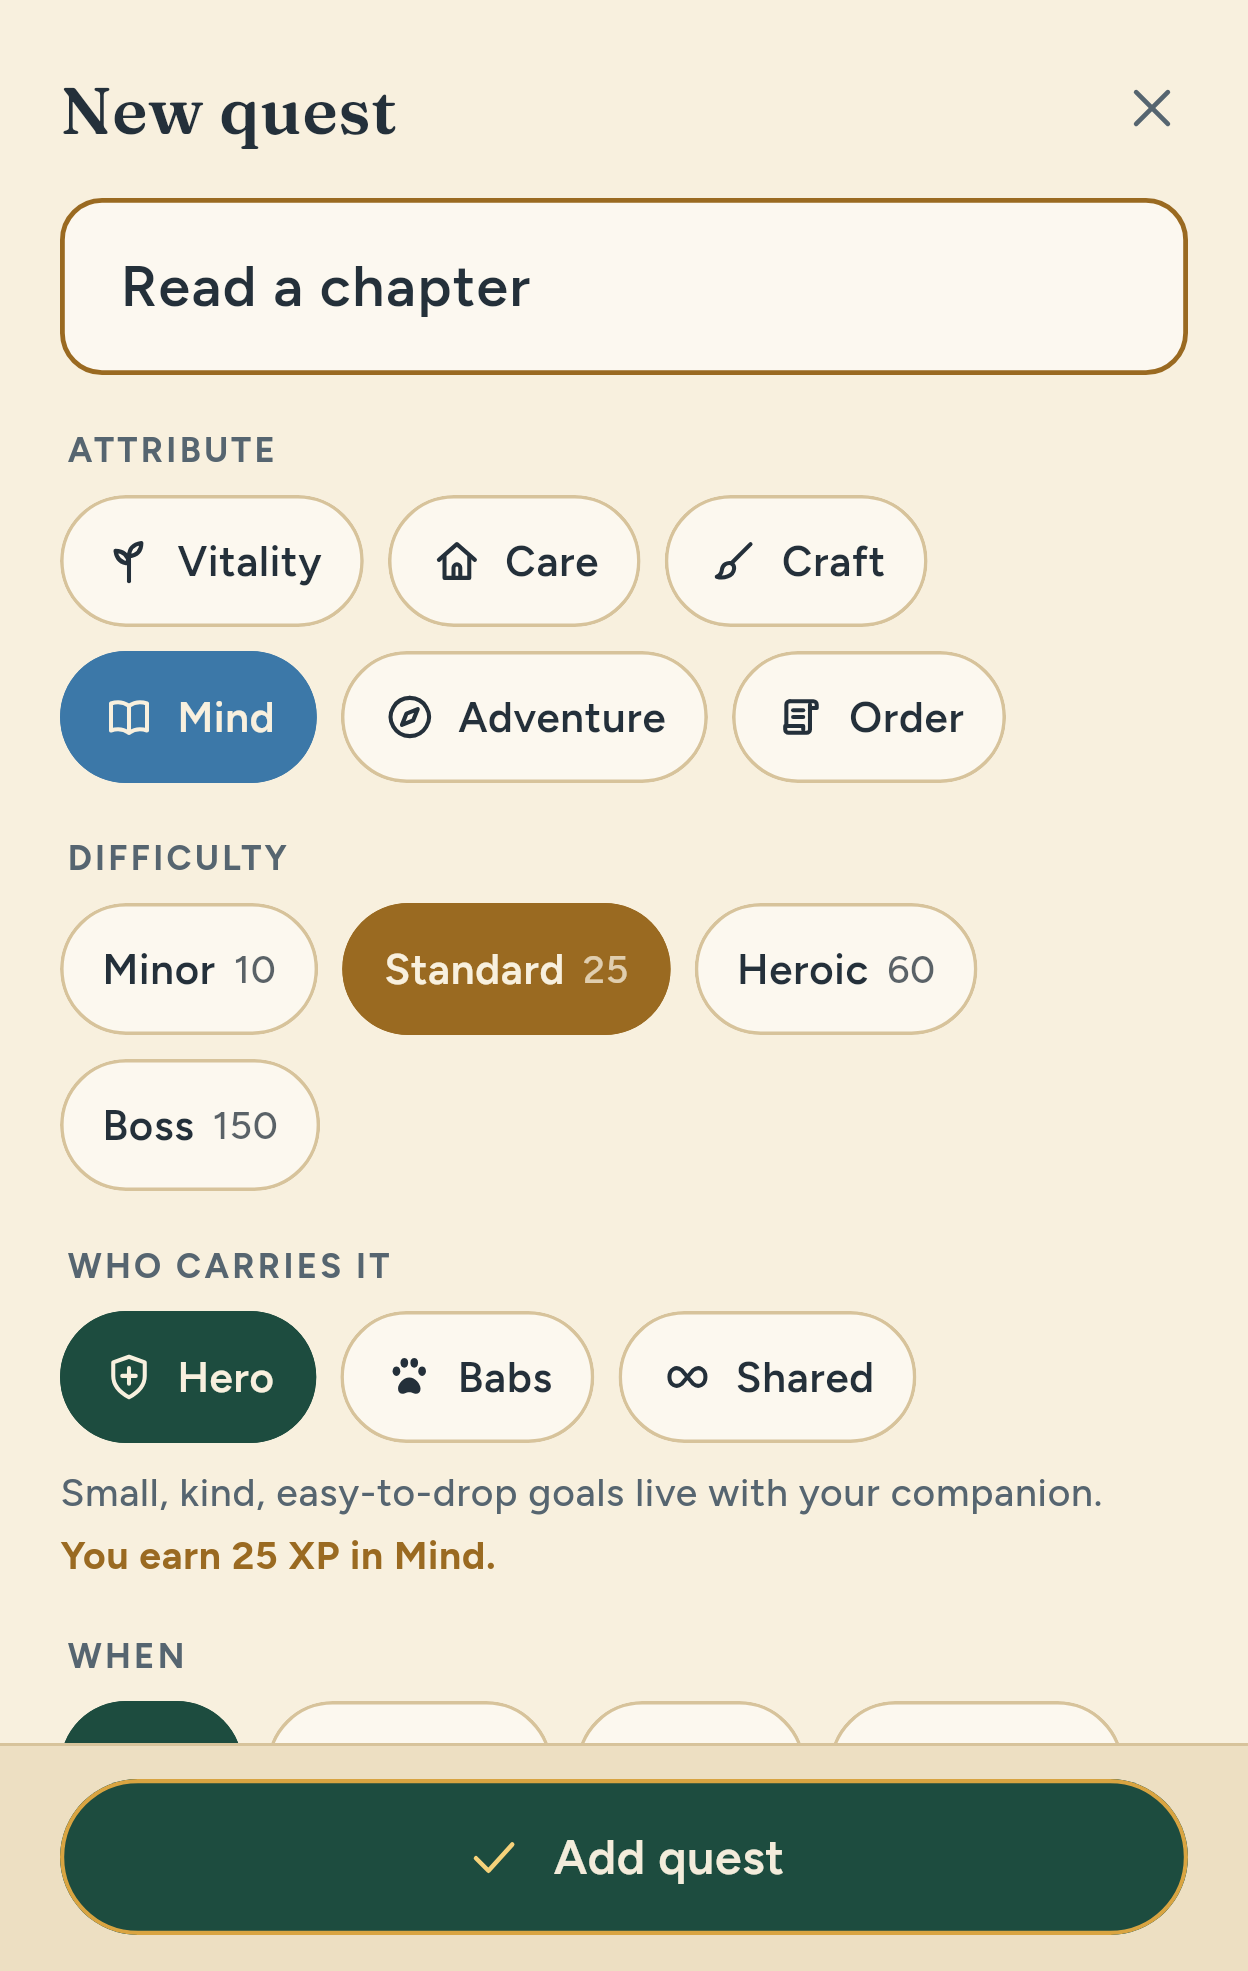 New quest
Read a chapter
ATTRIBUTE
Vitality Care Craft
Mind Adventure Order
DIFFICULTY
Minor 10 Standard 25 Heroic 60
Boss 150
WHO CARRIES IT
Hero Babs Shared
Small, kind, easy-to-drop goals live with your companion.
You earn 25 XP in Mind.
WHEN
Add quest